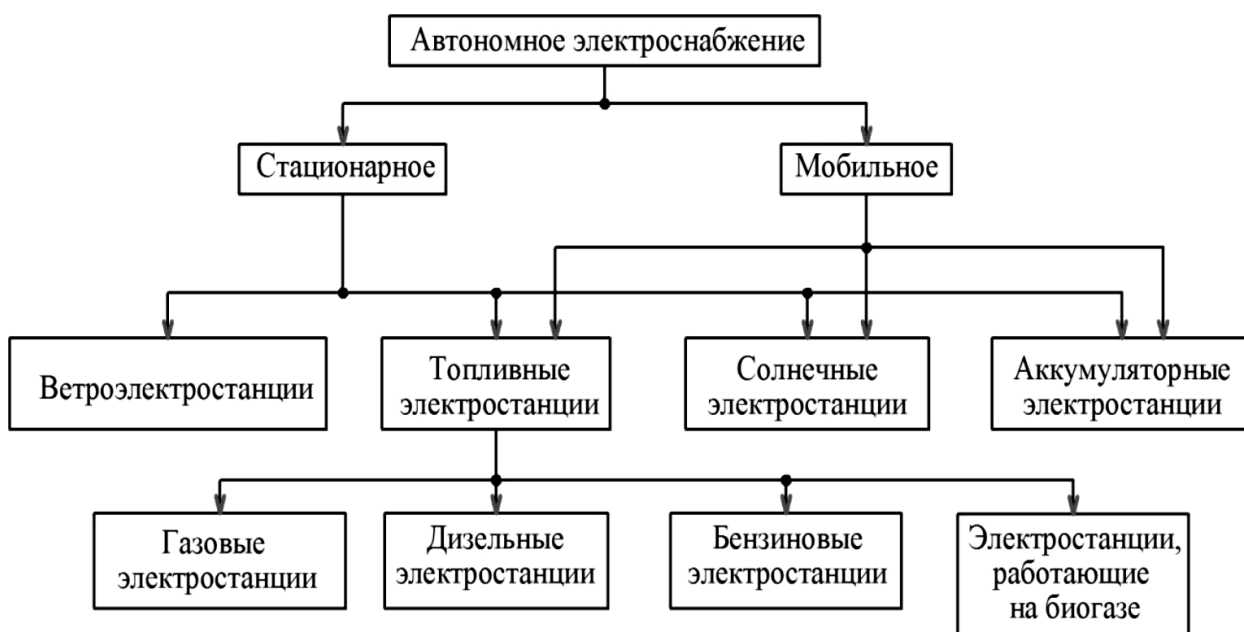 Автономное электроснабжение
Стационарное
Мобильное
Ветроэлектростанции
Топливные
электростанции
Солнечные
электростанции
Аккумуляторные
электростанции
Газовые
электростанции
Дизельные
электростанции
Бензиновые
электростанции
Электростанции,
работающие
на биогазе